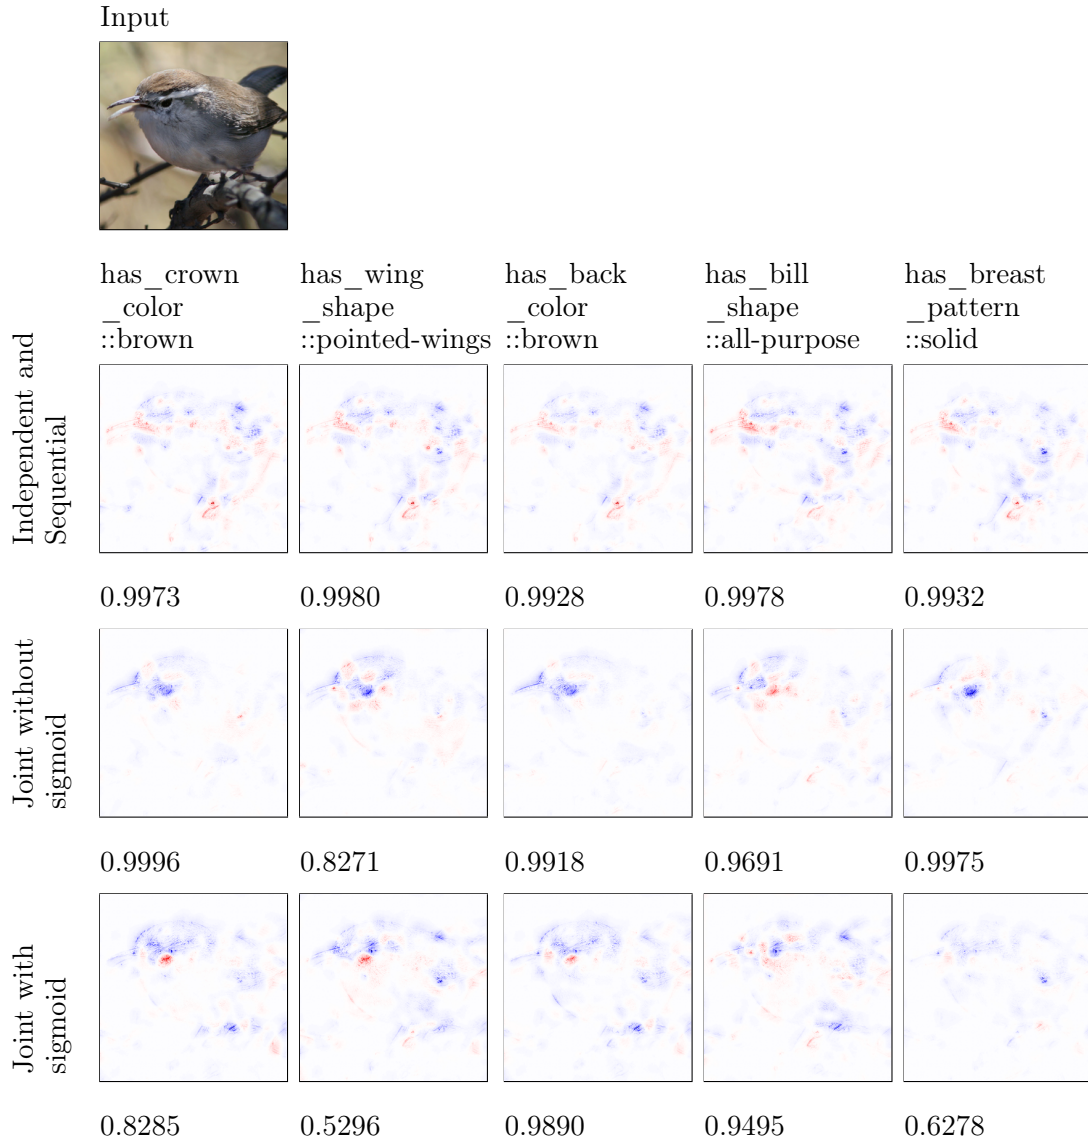 Input
has_crown
_color
::brown
has_wing
_shape
::pointed-wings
has_back
_color
::brown
has_bill
_shape
::all-purpose
has_breast
_pattern
::solid
Independent and
Sequential
0.9973
0.9980
0.9928
0.9978
0.9932
Joint without
sigmoid
0.9996
0.8271
0.9918
0.9691
0.9975
Joint with
sigmoid
0.8285
0.5296
0.9890
0.9495
0.6278